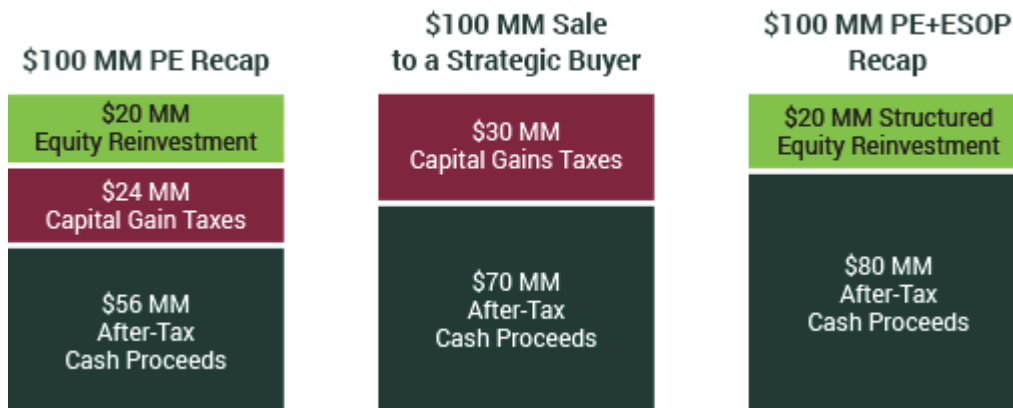 $100 MM PE Recap
$20 MM
Equity Reinvestment
$24 MM
Capital Gain Taxes
$56 MM
After-Tax
Cash Proceeds
$100 MM Sale
to a Strategic Buyer
$30 MM
Capital Gains Taxes
$70 MM
After-Tax
Cash Proceeds
$100 MM PE+ESOP
Recap
$20 MM Structured
Equity Reinvestment
$80 MM
After-Tax
Cash Proceeds